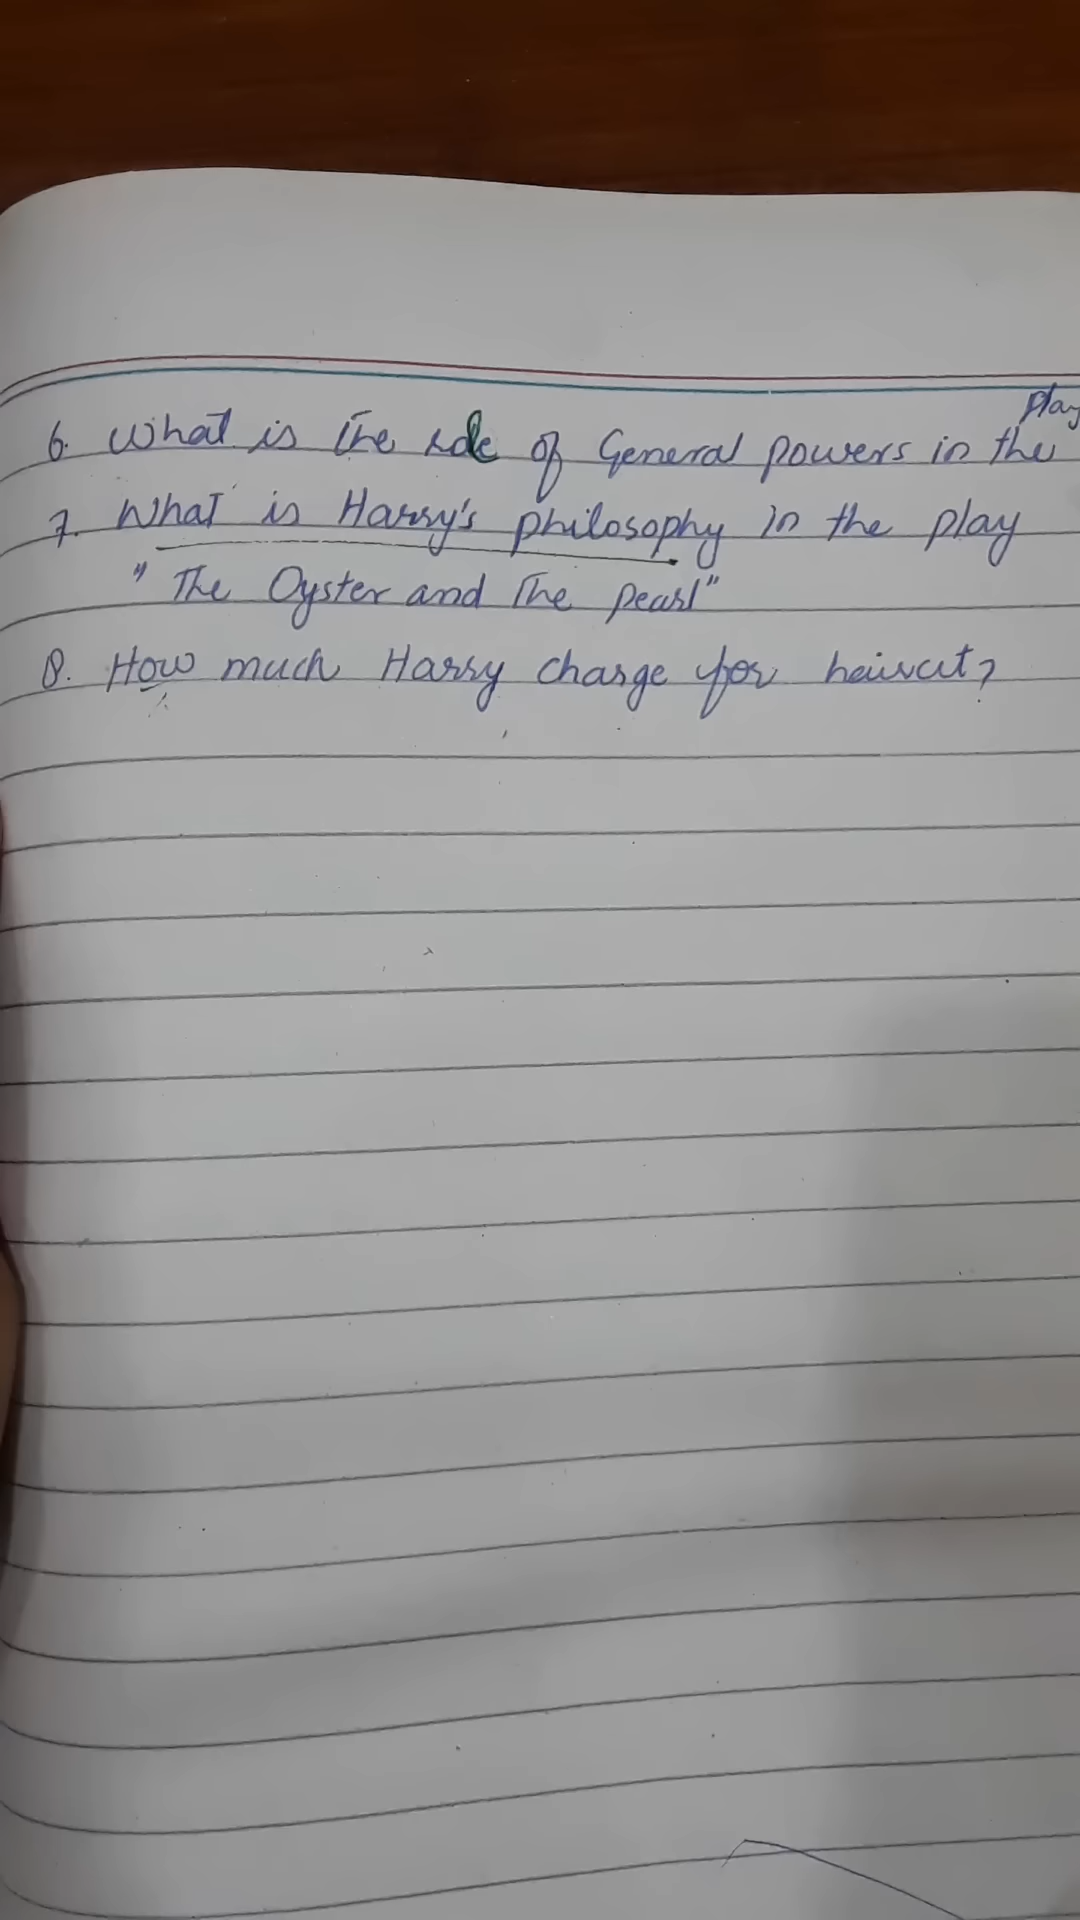 play
6. What is the role of General powers in the
7. What is Harry's philosophy in the play
" The Oyster and The pearl"
8. How much Harry charge for haircut?